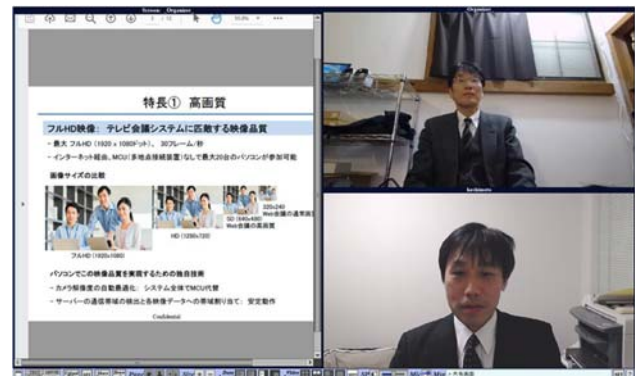 Screen: Organizer
Organizer
特長① 高画質
フルHD映像: テレビ会議システムに匹敵する映像品質
- 最大 フルHD (1920 x 1080ドット)、 30フレーム/秒
- インターネット経由、MCU(多地点接続装置)なしで最大20台のパソコンが参加可能
画像サイズの比較
320x240
Web会議の通常画質
SD (640x480)
Web会議の高画質
HD (1280x720)
フルHD (1920x1080)
パソコンでこの映像品質を実現するための独自技術
- カメラ解像度の自動最適化: システム全体でMCU代替
- サーバーの通信帯域の検出と各映像データへの帯域割り当て: 安定動作
Confidential